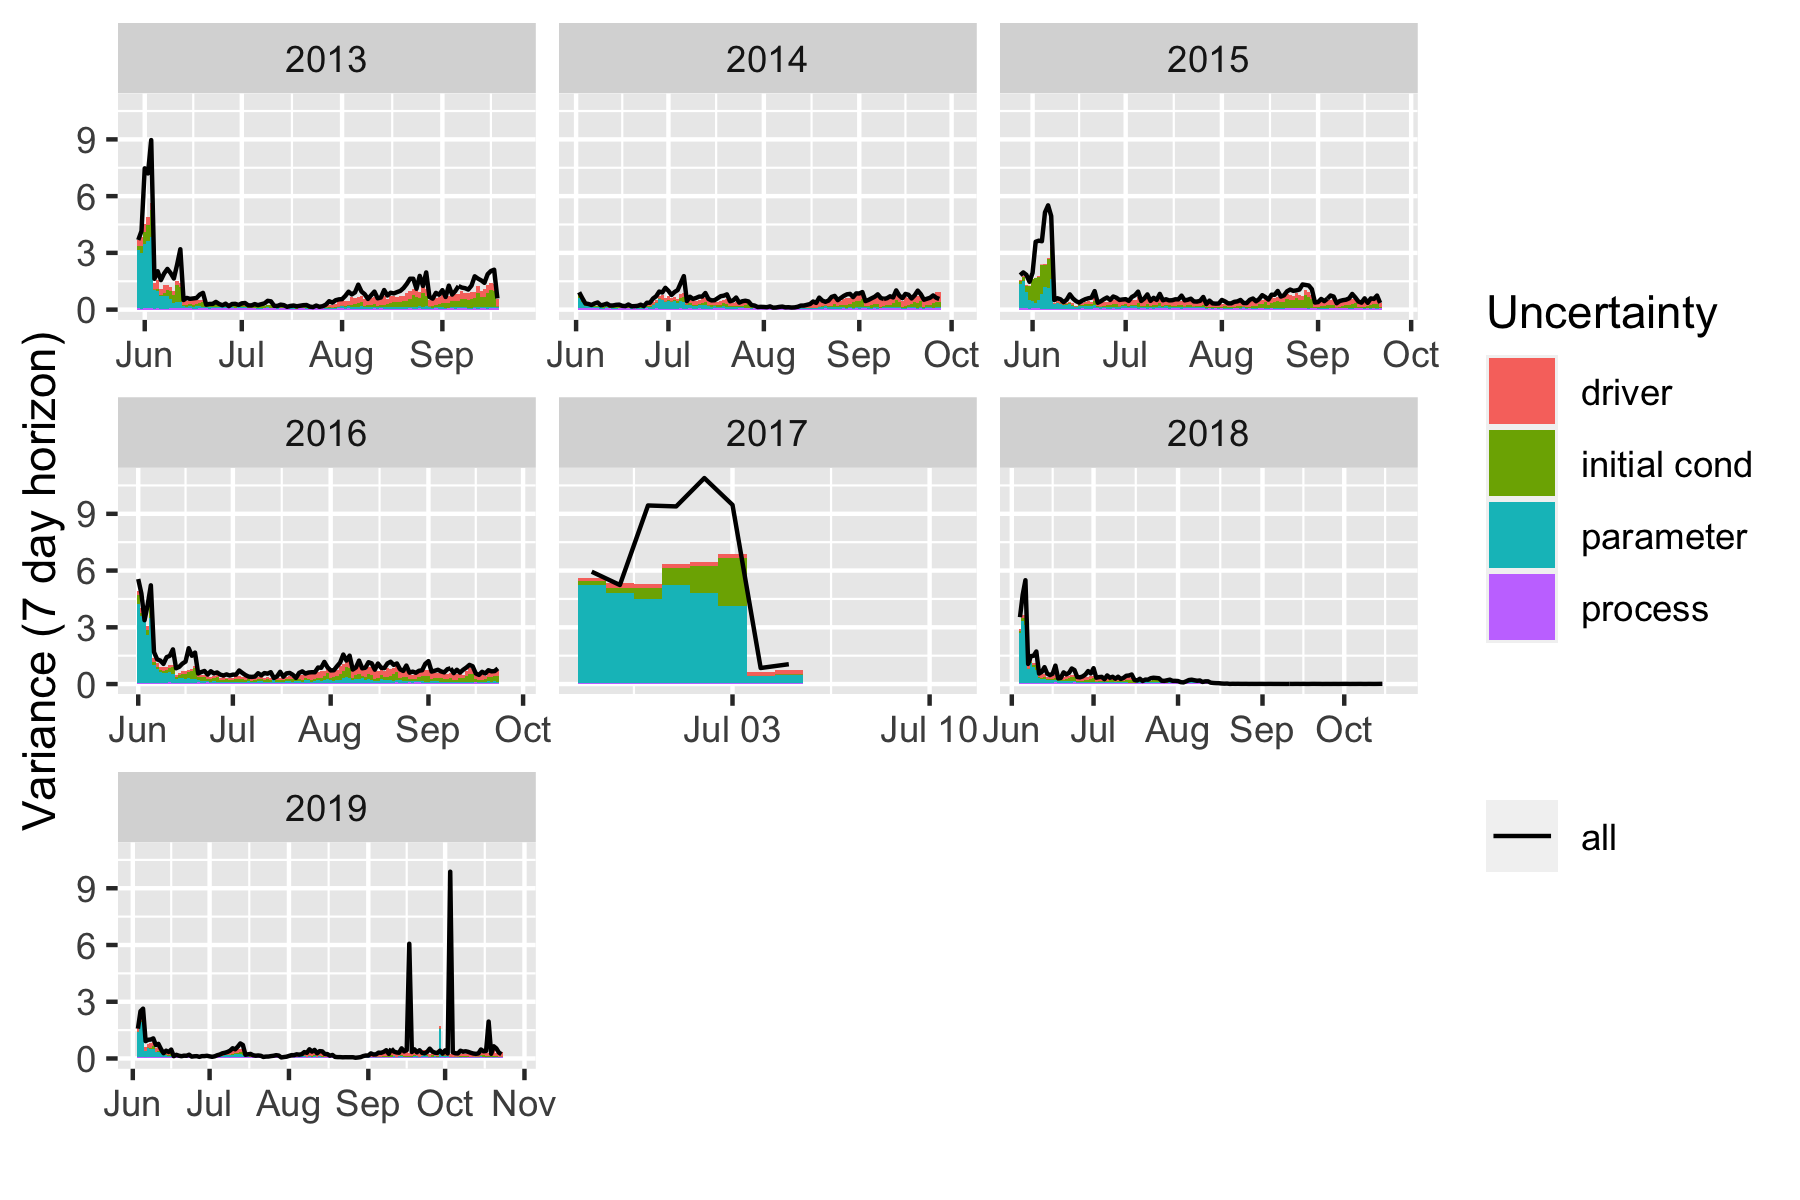 2013 2014 2015
9
6
3
0
Jun Jul Aug Sep
Jun Jul Aug Sep Oct
Jun Jul Aug Sep Oct
2016 2017 2018
9
6
3
0
Jun Jul Aug Sep Oct
Jul 03 Jul 10
Jun Jul Aug Sep Oct
2019
9
6
3
0
Jun Jul Aug Sep Oct Nov
Variance (7 day horizon)
Uncertainty
driver
initial cond
parameter
process
all